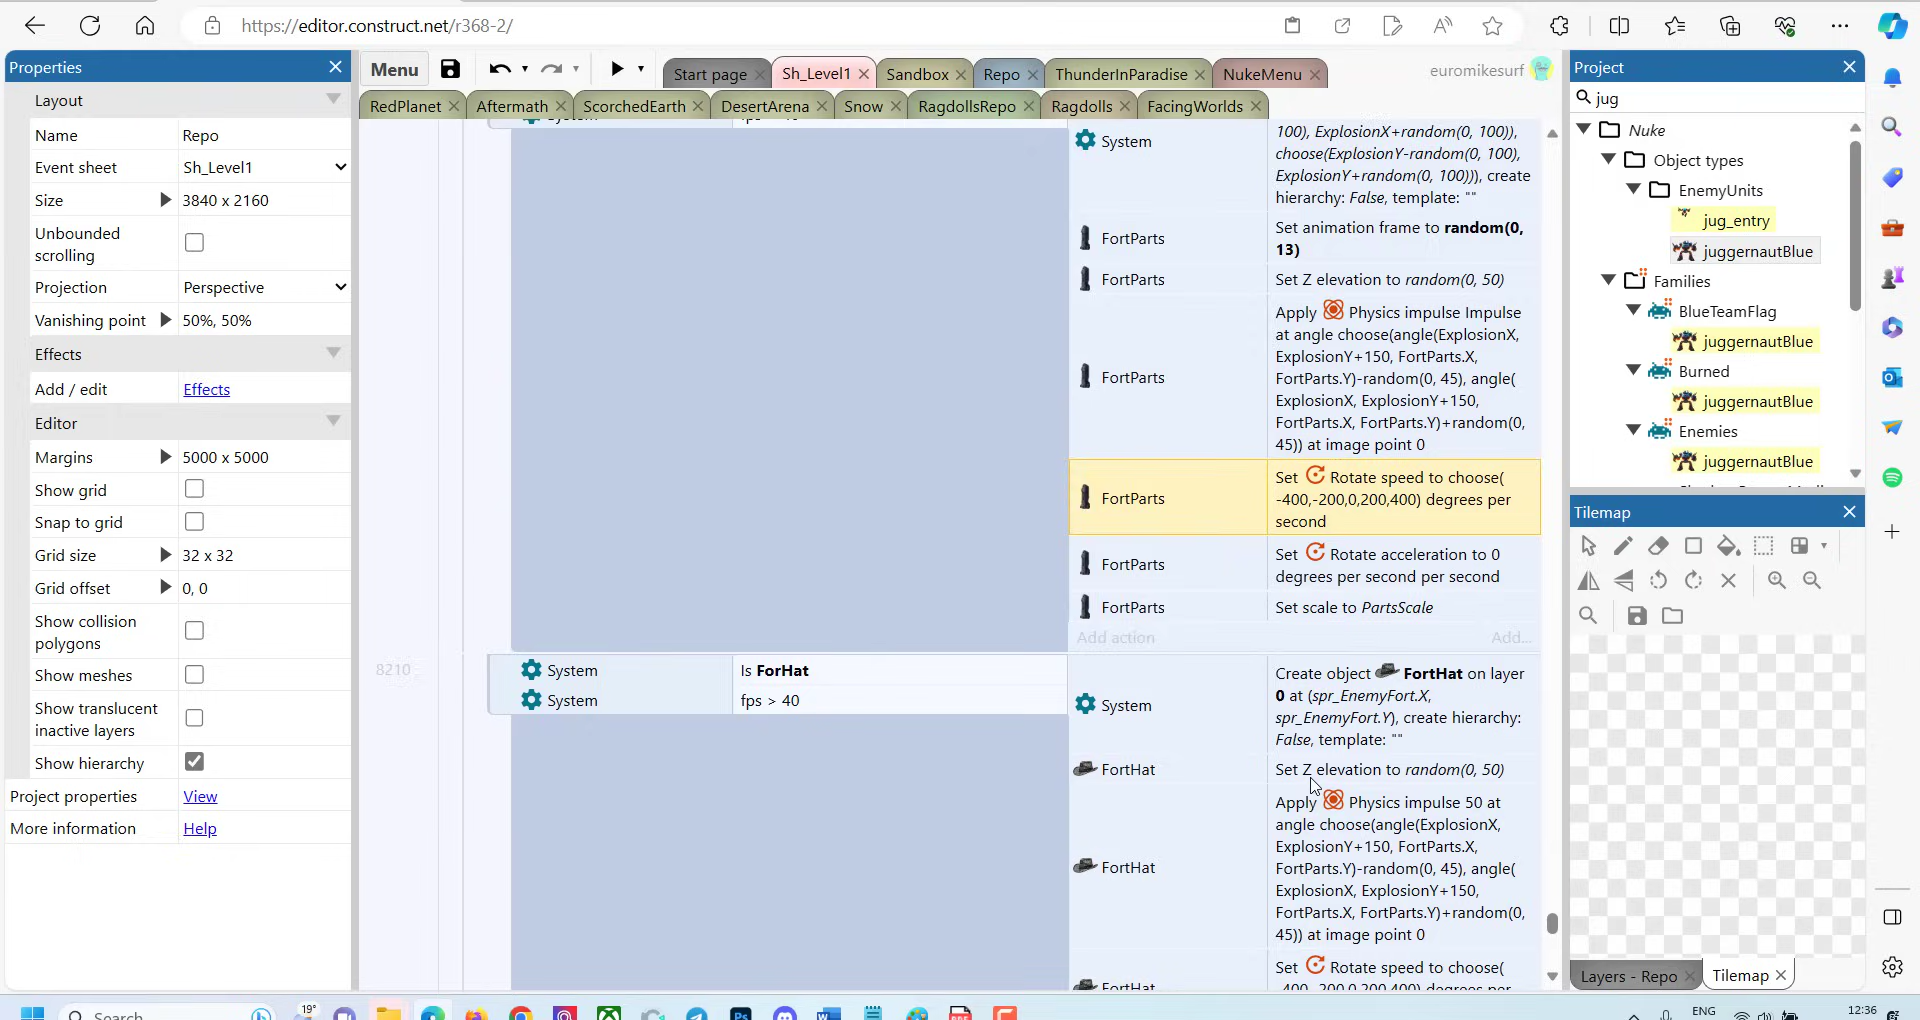 https://editor.construct.net/r368-2/
Properties
Layout
Name Repo
Event sheet Sh_Level1
Size 3840 x 2160
Unbounded
scrolling
Projection Perspective
Vanishing point 50%, 50%
Effects
Add / edit Effects
Editor
Margins 5000 x 5000
Show grid
Snap to grid
Grid size 32 x 32
Grid offset 0, 0
Show collision
polygons
Show meshes
Show translucent
inactive layers
Show hierarchy
Project properties View
More information Help
Menu
Start page Sh_Level1 Sandbox Repo ThunderInParadise NukeMenu
euromikesurf
RedPlanet Aftermath ScorchedEarth DesertArena Snow RagdollsRepo Ragdolls FacingWorlds
System
100), ExplosionX+random(0, 100)),
choose(ExplosionY-random(0, 100),
ExplosionY+random(0, 100))), create
hierarchy: False, template: ""
FortParts
Set animation frame to random(0,
13)
FortParts
Set Z elevation to random(0, 50)
FortParts
Apply Physics impulse Impulse
at angle choose(angle(ExplosionX,
ExplosionY+150, FortParts.X,
FortParts.Y)-random(0, 45), angle(
ExplosionX, ExplosionY+150,
FortParts.X, FortParts.Y)+random(0,
45)) at image point 0
FortParts
Set Rotate speed to choose(
-400,-200,0,200,400) degrees per
second
FortParts
Set Rotate acceleration to 0
degrees per second per second
FortParts
Set scale to PartsScale
Add action Add...
8210
System Is ForHat
System fps > 40
System
Create object FortHat on layer
0 at (spr_EnemyFort.X,
spr_EnemyFort.Y), create hierarchy:
False, template: ""
FortHat
Set Z elevation to random(0, 50)
FortHat
Apply Physics impulse 50 at
angle choose(angle(ExplosionX,
ExplosionY+150, FortParts.X,
FortParts.Y)-random(0, 45), angle(
ExplosionX, ExplosionY+150,
FortParts.X, FortParts.Y)+random(0,
45)) at image point 0
FortHat
Set Rotate speed to choose(
-400,-200,0,200,400) degrees per
Project
jug
Nuke
Object types
EnemyUnits
jug_entry
juggernautBlue
Families
BlueTeamFlag
juggernautBlue
Burned
juggernautBlue
Enemies
juggernautBlue
Tilemap
Layers - Repo Tilemap
19°
Search
ENG
12:36